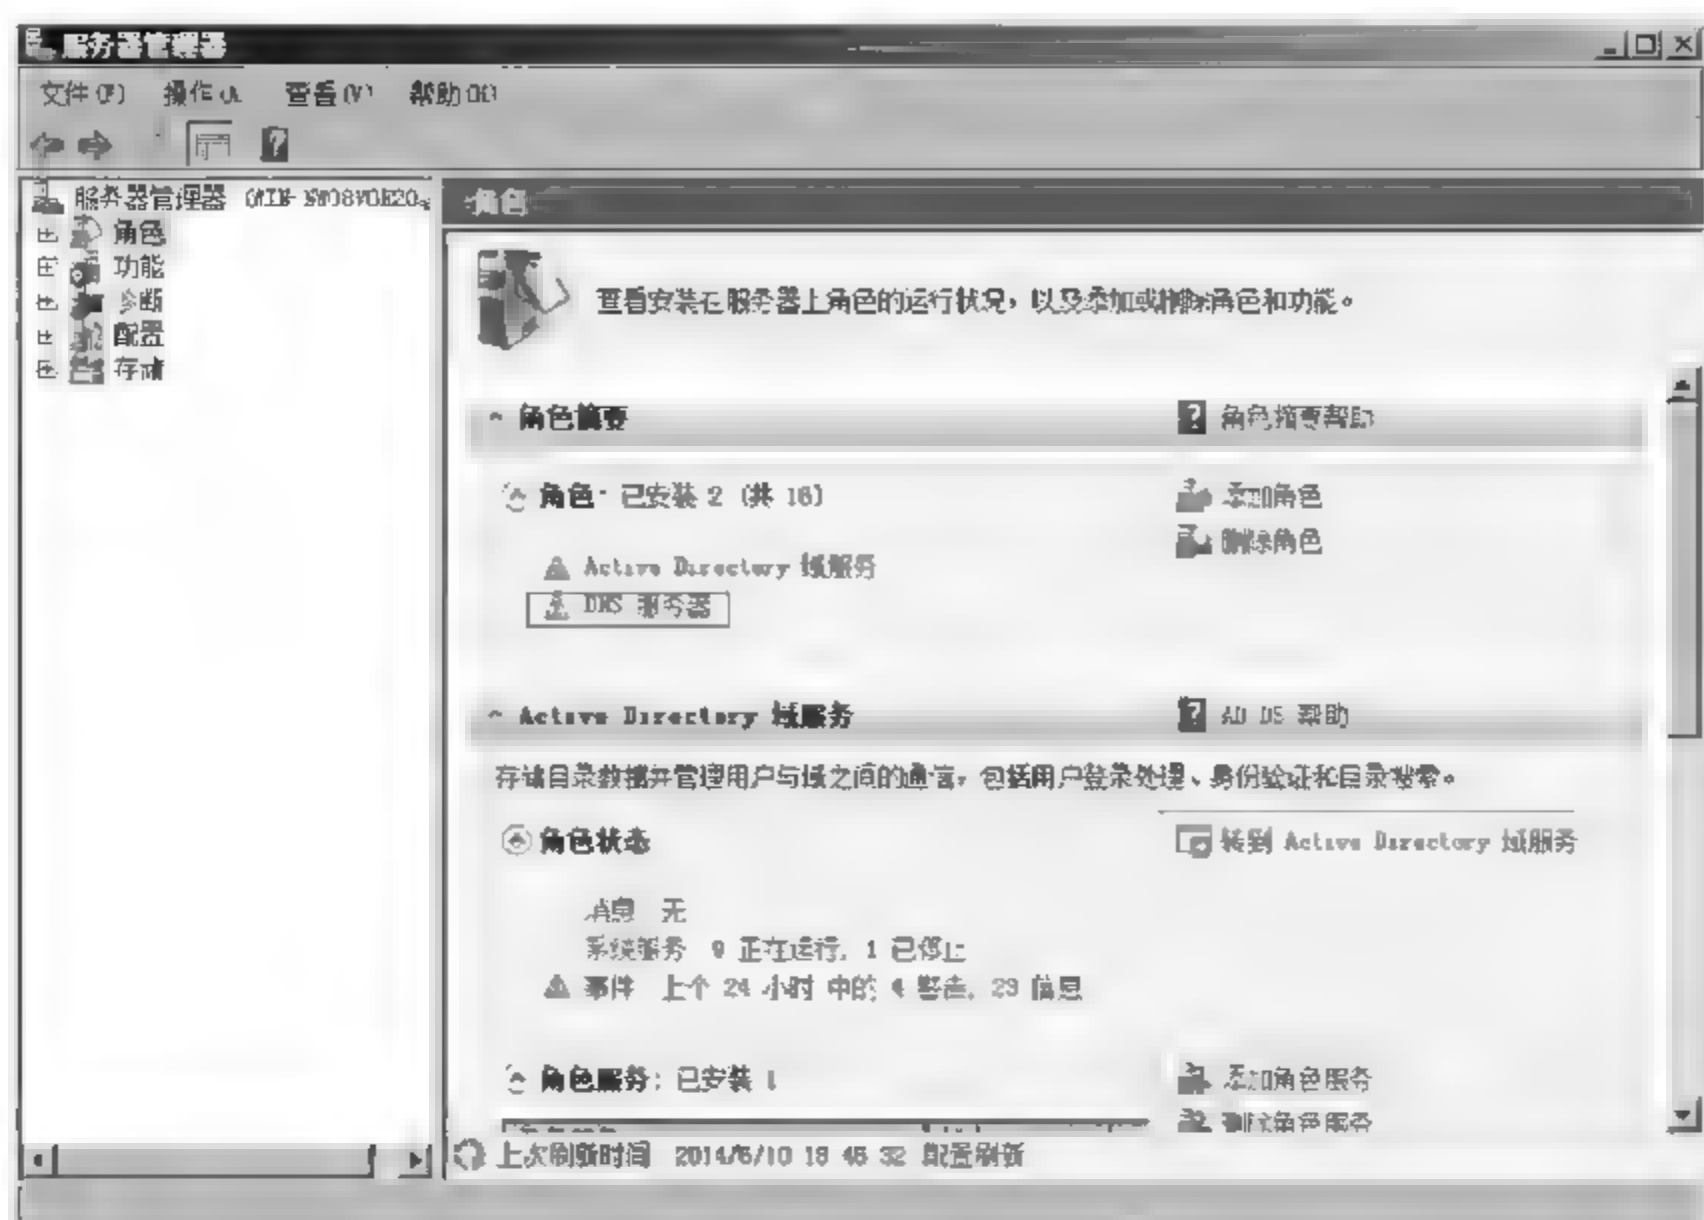 服务器管理器
文件(F) 操作(A) 查看(V) 帮助(H)
服务器管理器
角色
功能
诊断
配置
存储
角色
查看安装在服务器上角色的运行状况，以及添加或删除角色和功能。
角色摘要
角色摘要帮助
角色: 已安装 2 (共 16)
添加角色
删除角色
Active Directory 域服务
DNS 服务器
Active Directory 域服务
AD DS 帮助
存储目录数据并管理用户与域之间的通信，包括用户登录处理、身份验证和目录搜索。
角色状态
转到 Active Directory 域服务
消息 无
系统服务 正在运行, 1 已停止
事件 上个 24 小时 中的 4 警告, 信息
角色服务: 已安装 1
添加角色服务
删除角色服务
上次刷新时间 配置刷新